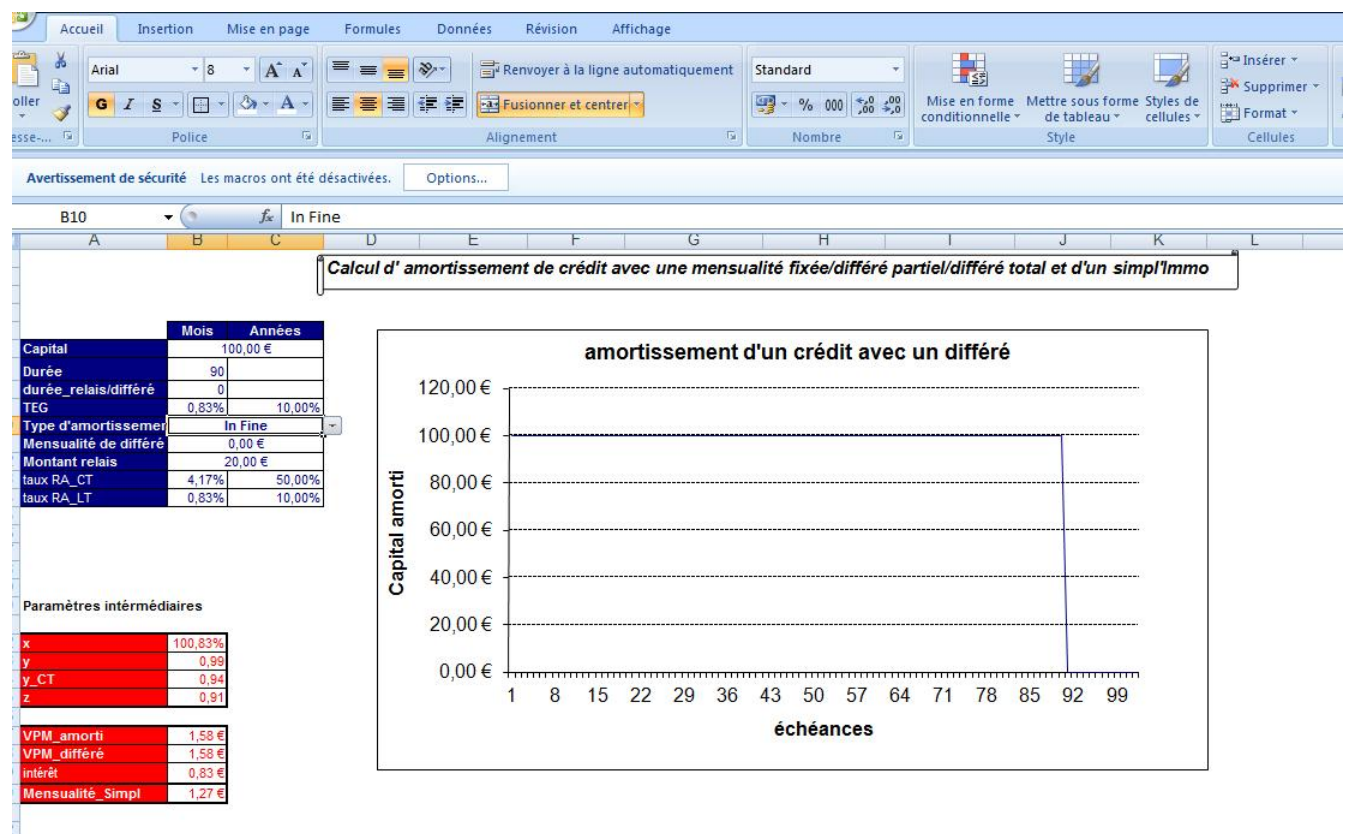 Accueil Insertion Mise en page Formules Données Révision Affichage
Arial 8 A A Renvoyer à la ligne automatiquement Standard Insérer
oller Supprimer
G I S A Fusionner et centrer % 000 Mise en forme conditionnelle Mettre sous forme de tableau Styles de cellules Format
esse-... Police Alignement Nombre Style Cellules
Avertissement de sécurité Les macros ont été désactivées. Options...
B10 fx In Fine
A B C D E F G H I J K L
Calcul d' amortissement de crédit avec une mensualité fixée/différé partiel/différé total et d'un simpl'Immo
Mois Années
Capital 100,00 €
Durée 90
durée_relais/différé 0
TEG 0,83% 10,00%
Type d'amortissemer In Fine
Mensualité de différé 0,00 €
Montant relais 20,00 €
taux RA_CT 4,17% 50,00%
taux RA_LT 0,83% 10,00%
Paramètres intérmédiaires
x 100,83%
y 0,99
y_CT 0,94
z 0,91
VPM_amorti 1,58 €
VPM_différé 1,58 €
intérêt 0,83 €
Mensualité_Simpl 1,27 €
amortissement d'un crédit avec un différé
120,00 €
100,00 €
80,00 €
60,00 €
40,00 €
20,00 €
0,00 €
Capital amorti
1 8 15 22 29 36 43 50 57 64 71 78 85 92 99
échéances